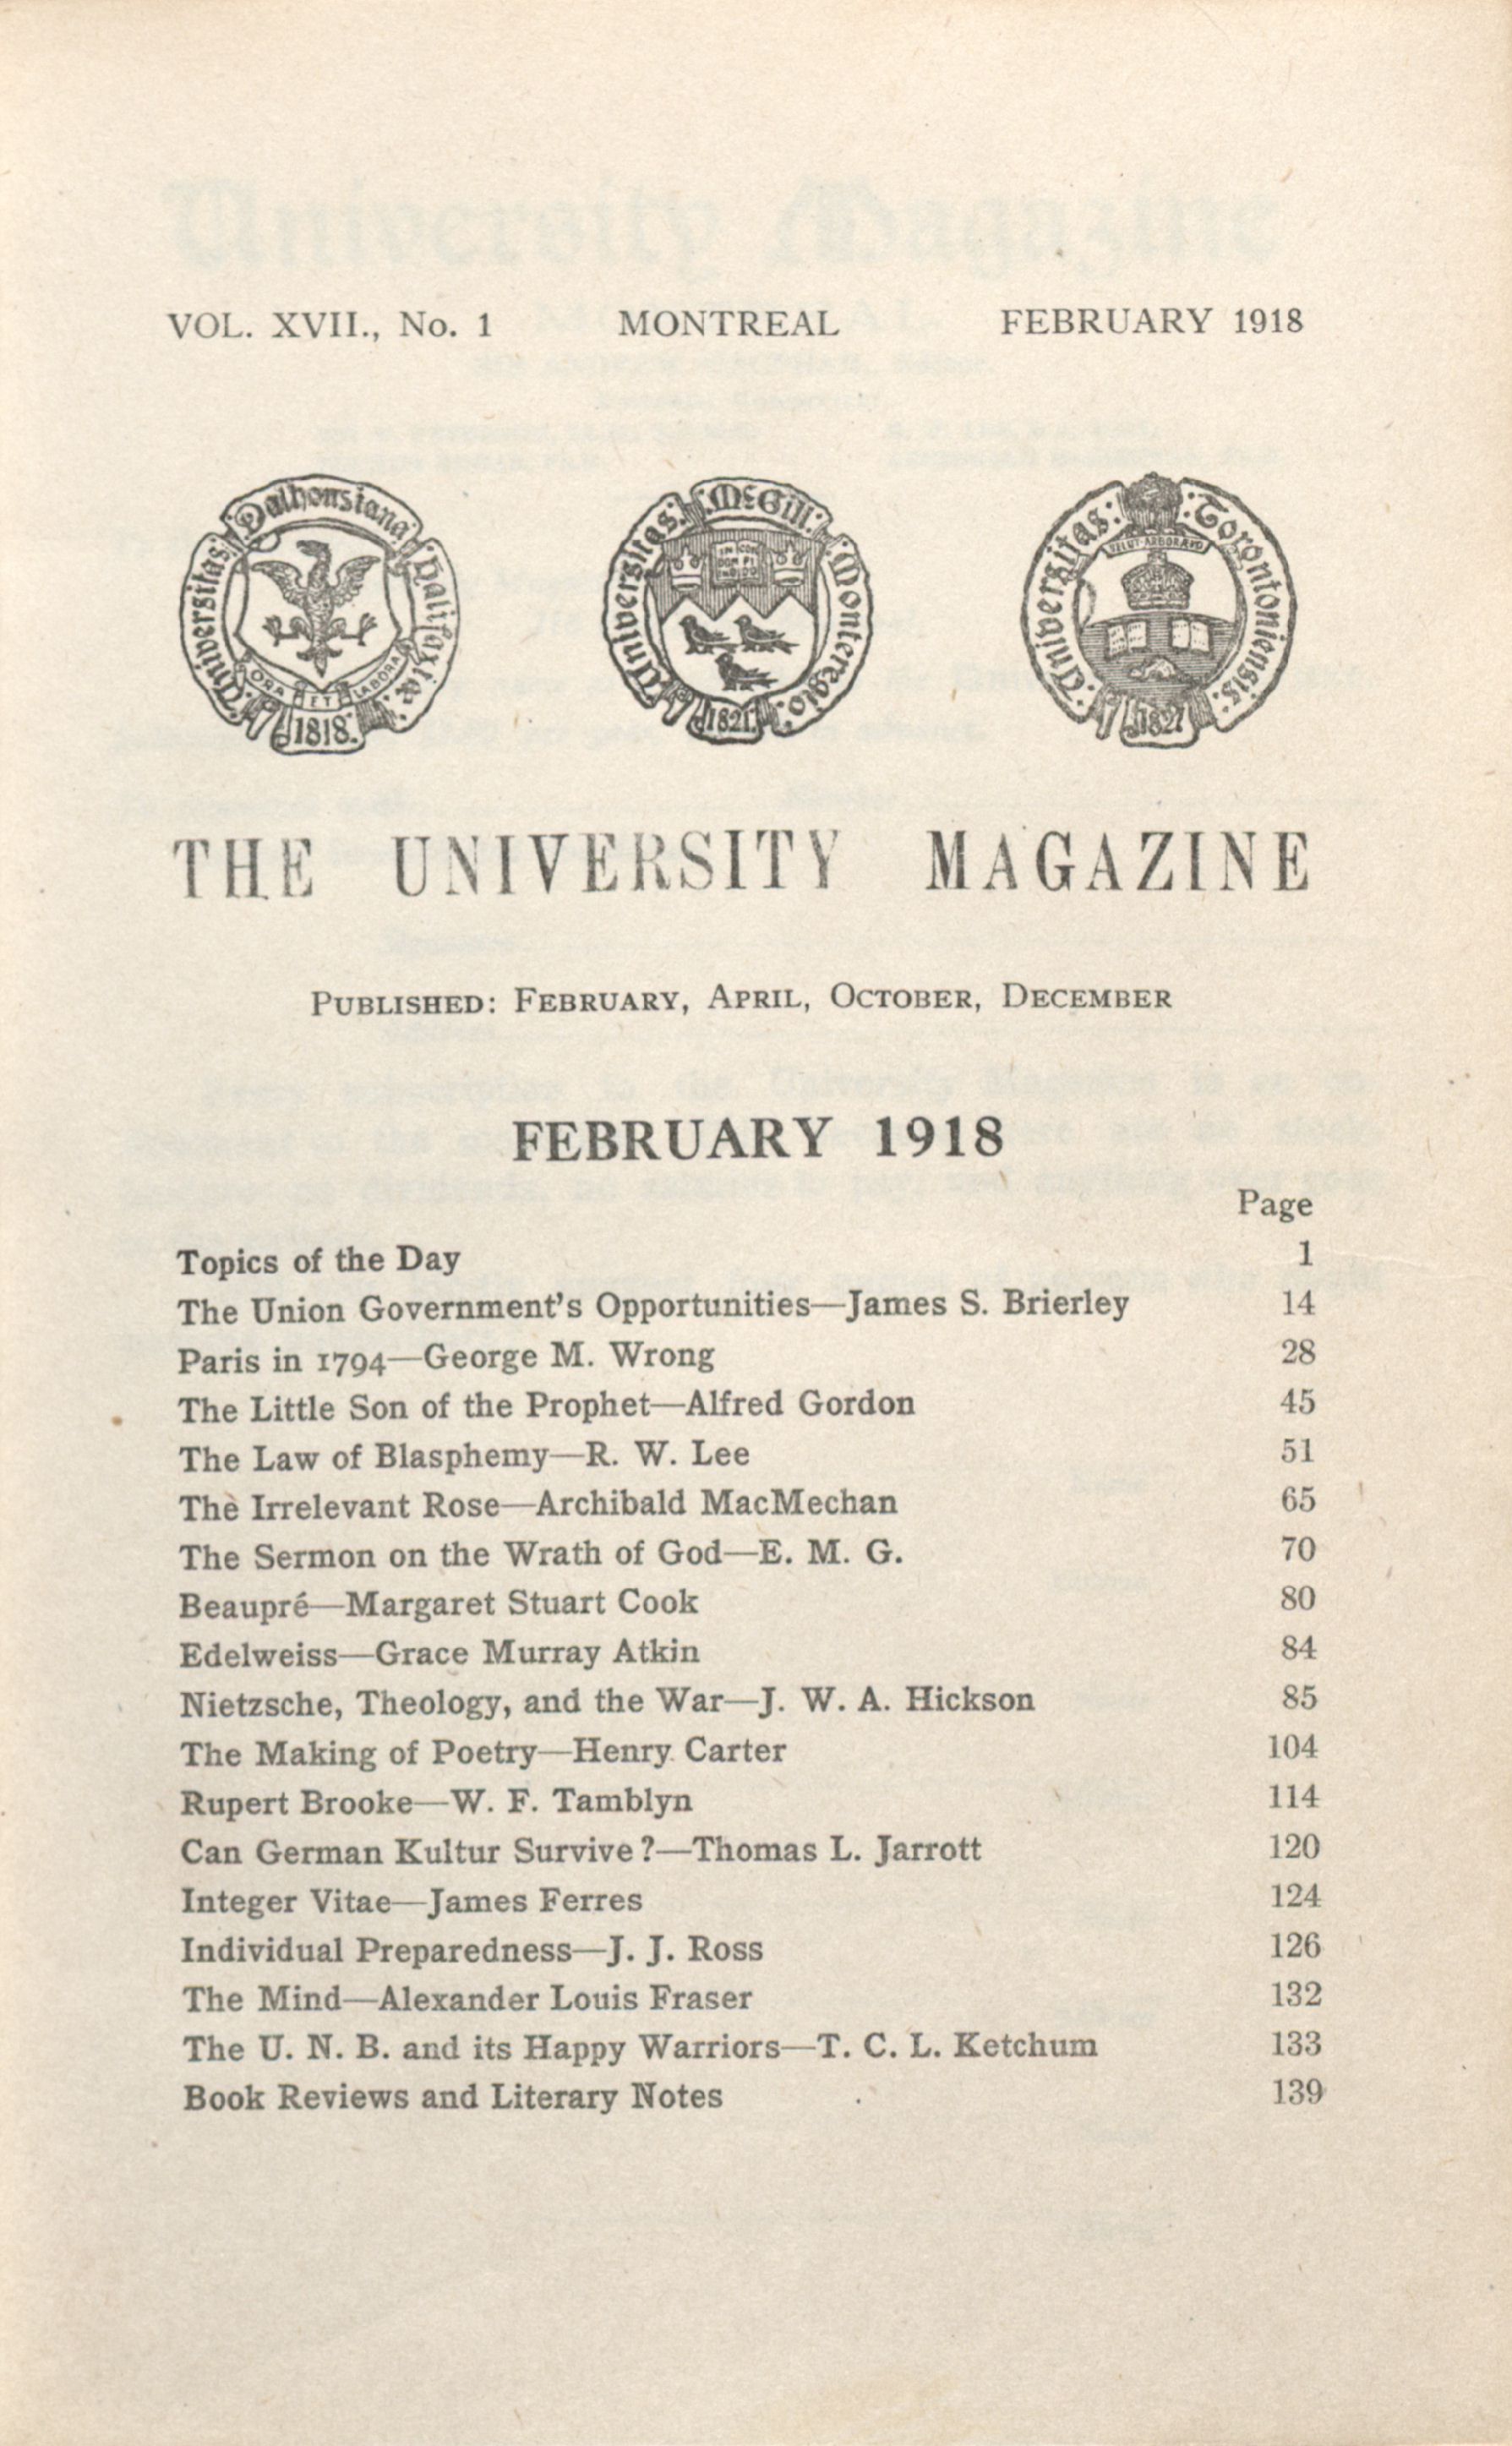 VOL. XVII., No. 1 MONTREAL FEBRUARY 1918
Universitas Dalhousiana Halifaxiae
ORA ET LABORA
1818.
Universitas McGill Monteregio.
IN DOMINO CONFIDO
1821.
Universitas Torontoniensis.
VELUT ARBOR ÆVO
1827
THE UNIVERSITY MAGAZINE
PUBLISHED: FEBRUARY, APRIL, OCTOBER, DECEMBER
FEBRUARY 1918
Page
Topics of the Day 1
The Union Government's Opportunities—James S. Brierley 14
Paris in 1794—George M. Wrong 28
The Little Son of the Prophet—Alfred Gordon 45
The Law of Blasphemy—R. W. Lee 51
The Irrelevant Rose—Archibald MacMechan 65
The Sermon on the Wrath of God—E. M. G. 70
Beaupré—Margaret Stuart Cook 80
Edelweiss—Grace Murray Atkin 84
Nietzsche, Theology, and the War—J. W. A. Hickson 85
The Making of Poetry—Henry Carter 104
Rupert Brooke—W. F. Tamblyn 114
Can German Kultur Survive?—Thomas L. Jarrott 120
Integer Vitae—James Ferres 124
Individual Preparedness—J. J. Ross 126
The Mind—Alexander Louis Fraser 132
The U. N. B. and its Happy Warriors—T. C. L. Ketchum 133
Book Reviews and Literary Notes 139